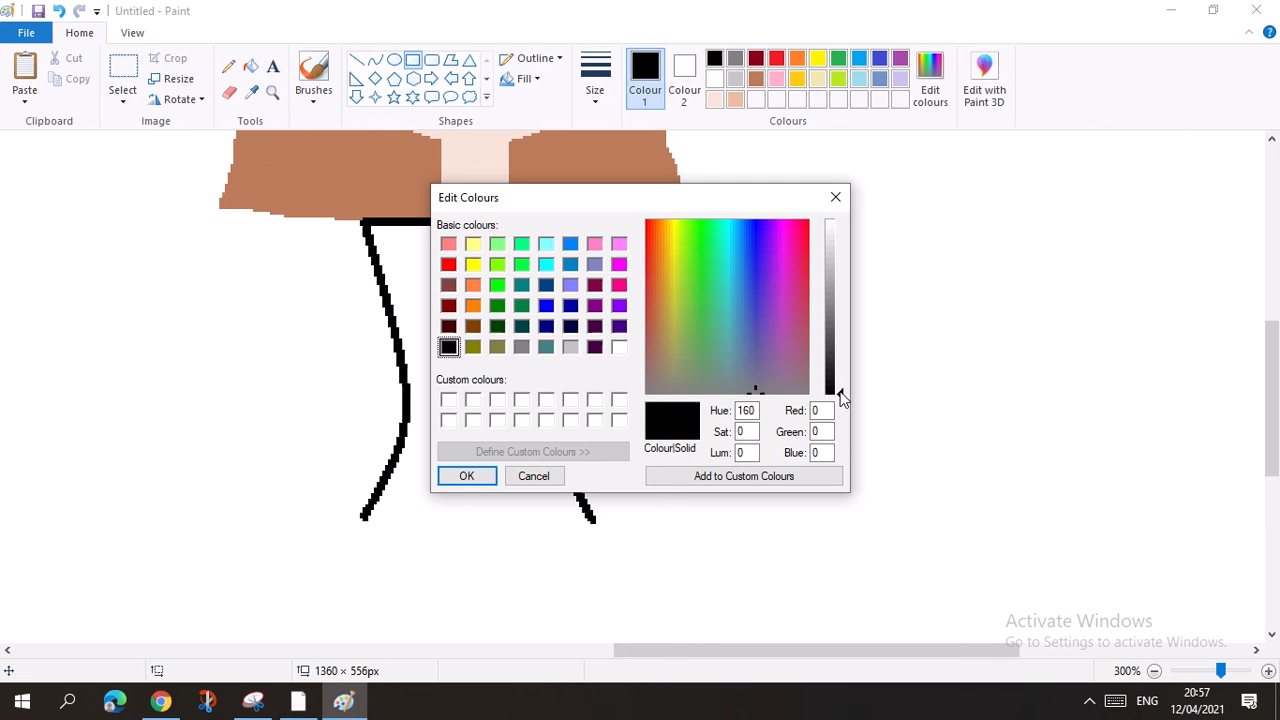 Untitled - Paint
File
Home
View
Paste
Cut
Copy
Clipboard
Select
Crop
Resize
Rotate
Image
A
Tools
Brushes
Outline
Fill
Shapes
Size
Colour
1
Colour
2
Edit
colours
Edit with
Paint 3D
Colours
Edit Colours
Basic colours:
Custom colours:
Define Custom Colours >>
OK
Cancel
Colour|Solid
Hue: 160
Sat: 0
Lum: 0
Red: 0
Green: 0
Blue: 0
Add to Custom Colours
Activate Windows
Go to Settings to activate Windows.
1360 × 556px
300%
ENG
20:57
12/04/2021